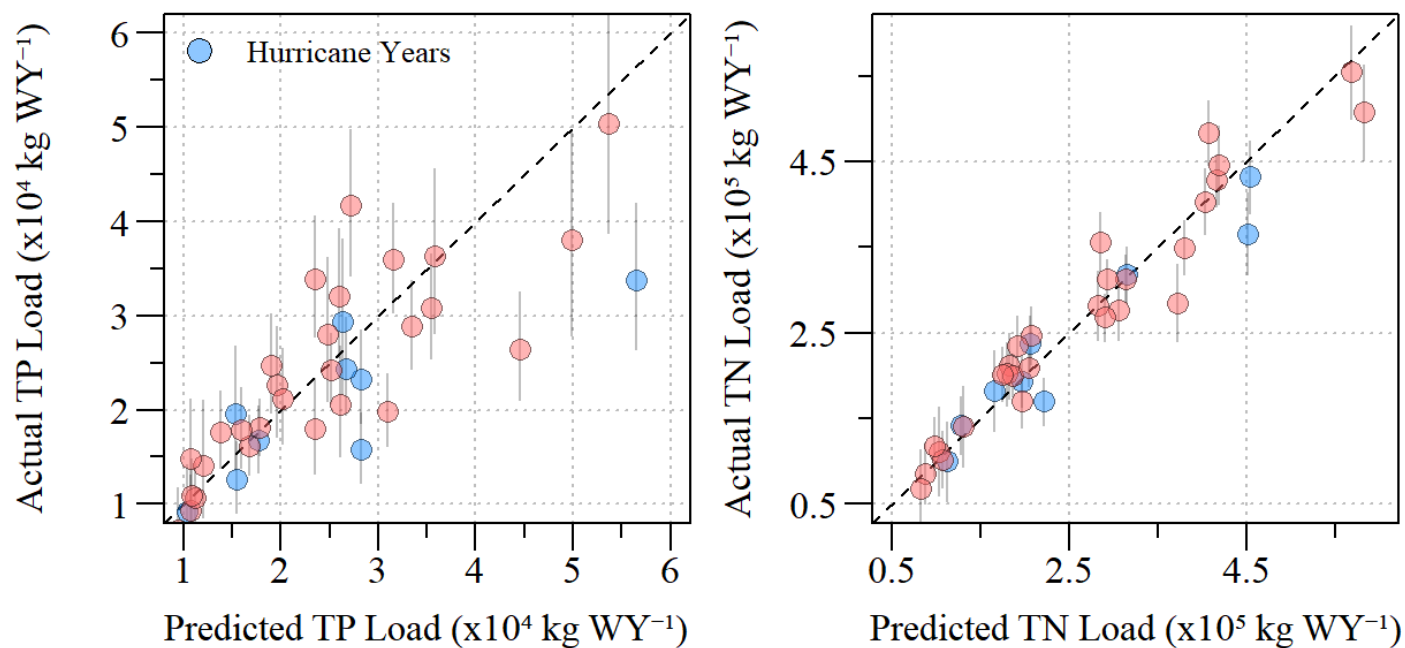 Actual TP Load (x10⁴ kg WY⁻¹)
6
5
4
3
2
1
Hurricane Years
1 2 3 4 5 6
Predicted TP Load (x10⁴ kg WY⁻¹)
Actual TN Load (x10⁵ kg WY⁻¹)
4.5
2.5
0.5
0.5 2.5 4.5
Predicted TN Load (x10⁵ kg WY⁻¹)